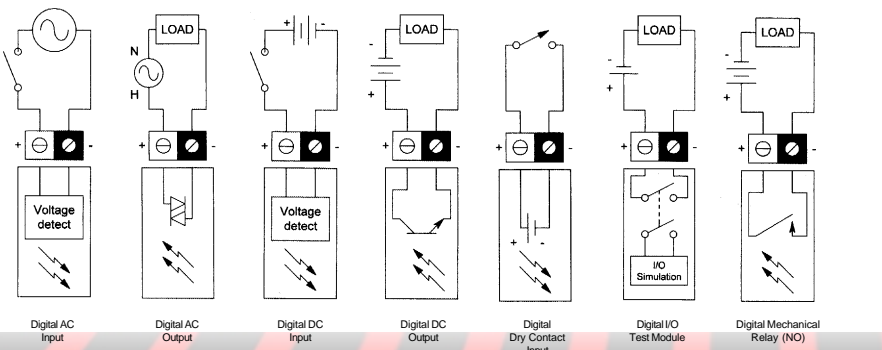 LOAD
LOAD
LOAD
LOAD
N
H
+ -
- +
- +
- +
+ -
+ -
+ -
+ -
+ -
+ -
+ -
Voltage
detect
Voltage
detect
+ -
I/O
Simulation
Digital AC
Input
Digital AC
Output
Digital DC
Input
Digital DC
Output
Digital
Dry Contact
Input
Digital I/O
Test Module
Digital Mechanical
Relay (NO)